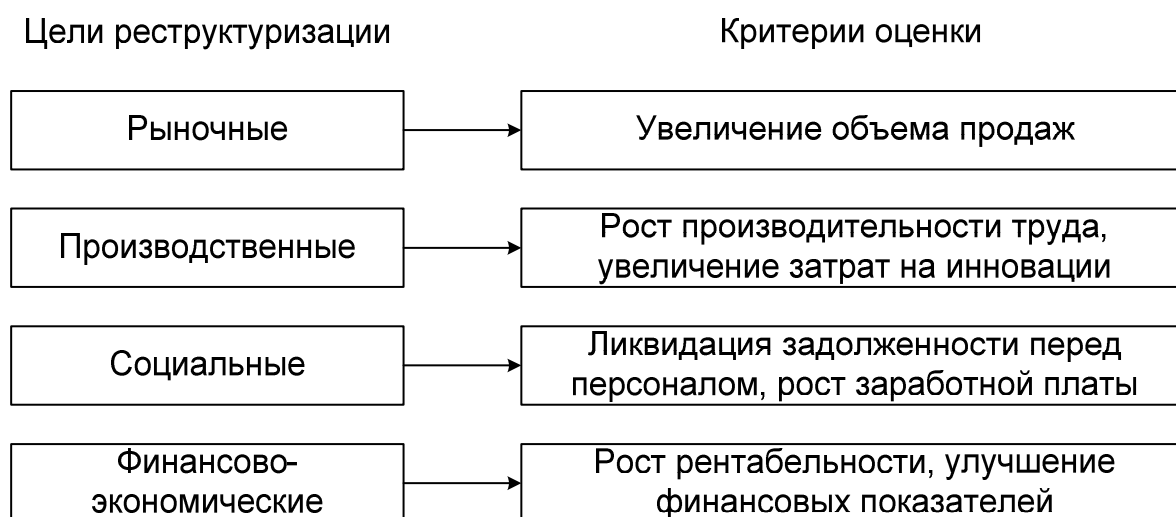 Цели реструктуризации
Критерии оценки
Рыночные
Увеличение объема продаж
Производственные
Рост производительности труда,
увеличение затрат на инновации
Социальные
Ликвидация задолженности перед
персоналом, рост заработной платы
Финансово-
экономические
Рост рентабельности, улучшение
финансовых показателей